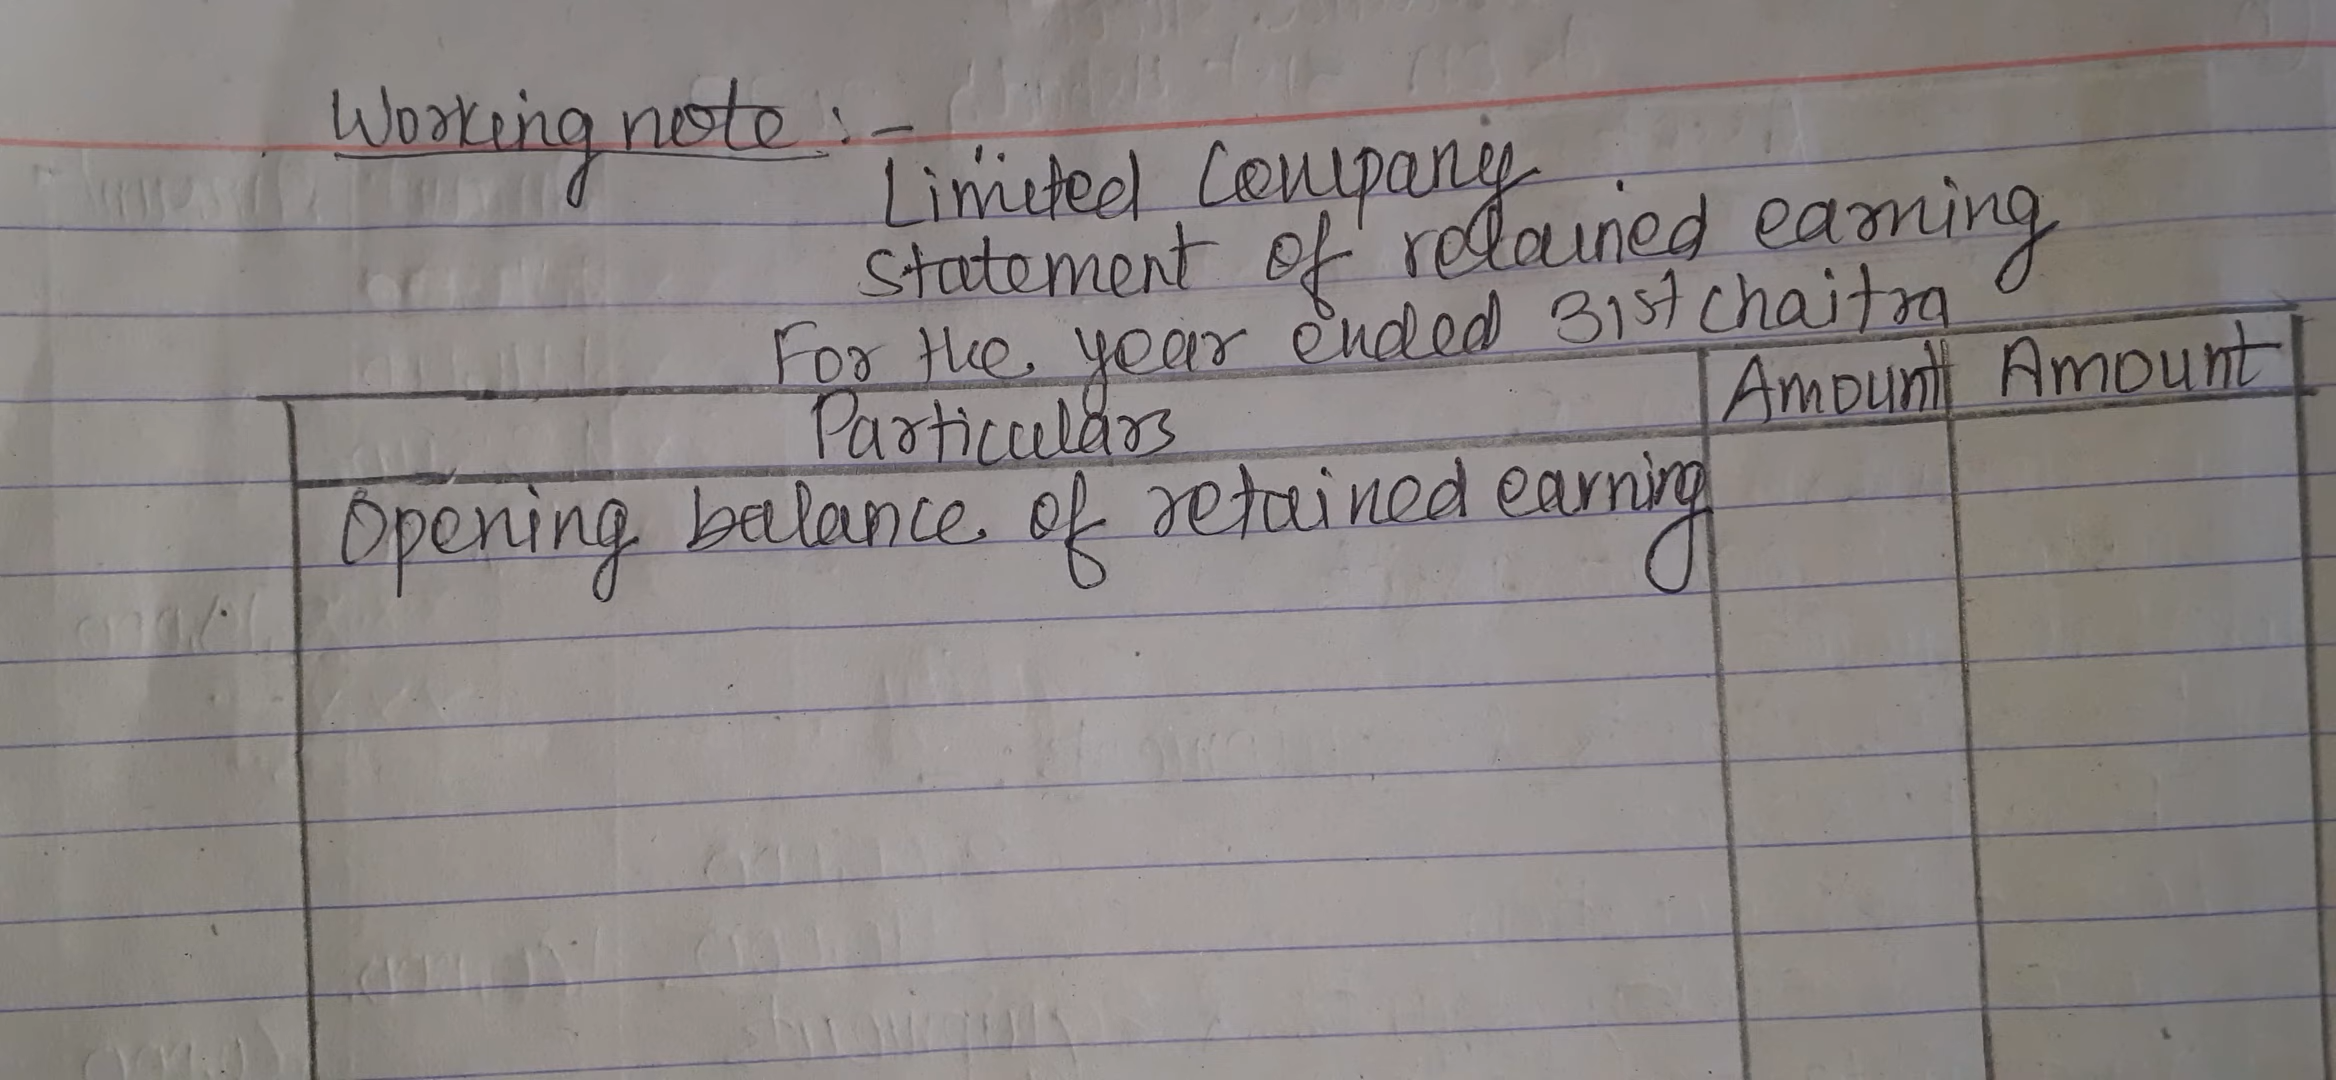 Working note :-
Limited Company
Statement of retained earning
For the year ended 31st chaitra
Particulars Amount Amount
Opening balance of retained earning